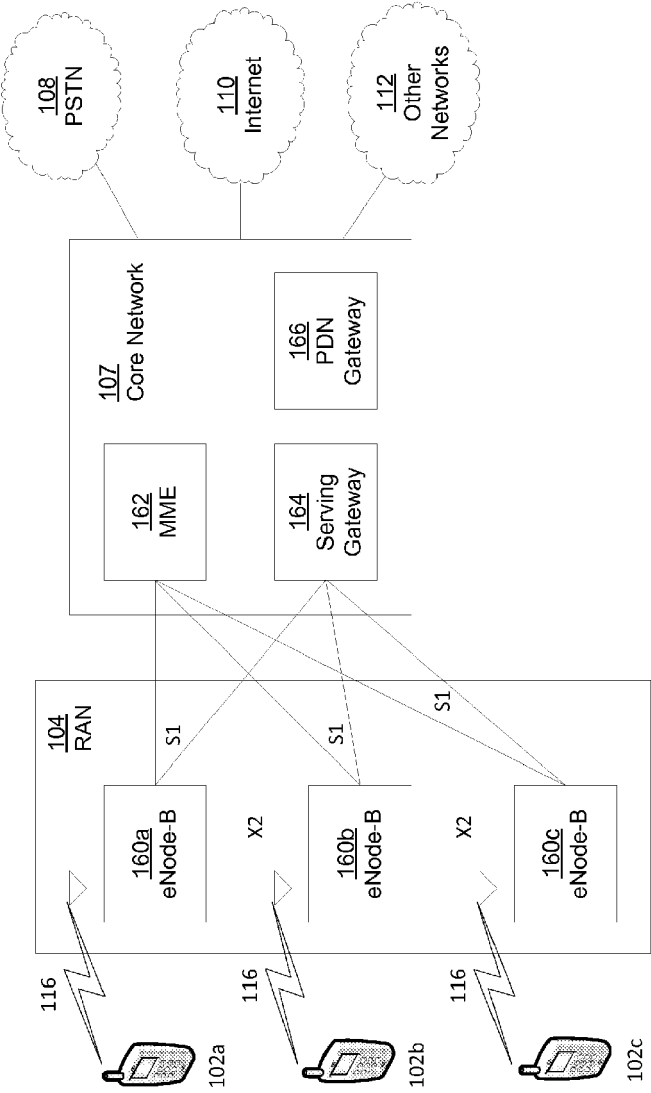 102a
116
160a
eNode-B
104
RAN
S1
X2
102b
116
160b
eNode-B
S1
X2
102c
116
160c
eNode-B
S1
107
Core Network
162
MME
164
Serving
Gateway
166
PDN
Gateway
108
PSTN
110
Internet
112
Other
Networks